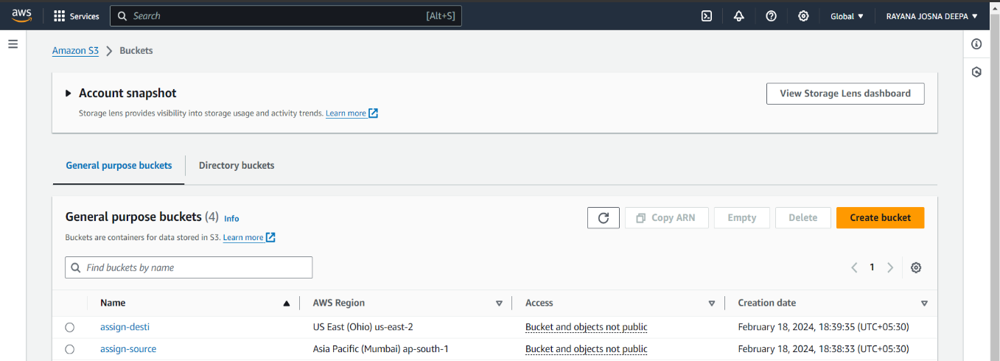 aws Services Search [Alt+S] Global RAYANA JOSNA DEEPA
Amazon S3 Buckets
Account snapshot View Storage Lens dashboard
Storage lens provides visibility into storage usage and activity trends. Learn more
General purpose buckets Directory buckets
General purpose buckets (4) Info Copy ARN Empty Delete Create bucket
Buckets are containers for data stored in S3. Learn more
Find buckets by name 1
Name AWS Region Access Creation date
assign-desti US East (Ohio) us-east-2 Bucket and objects not public February 18, 2024, 18:39:35 (UTC+05:30)
assign-source Asia Pacific (Mumbai) ap-south-1 Bucket and objects not public February 18, 2024, 18:38:33 (UTC+05:30)